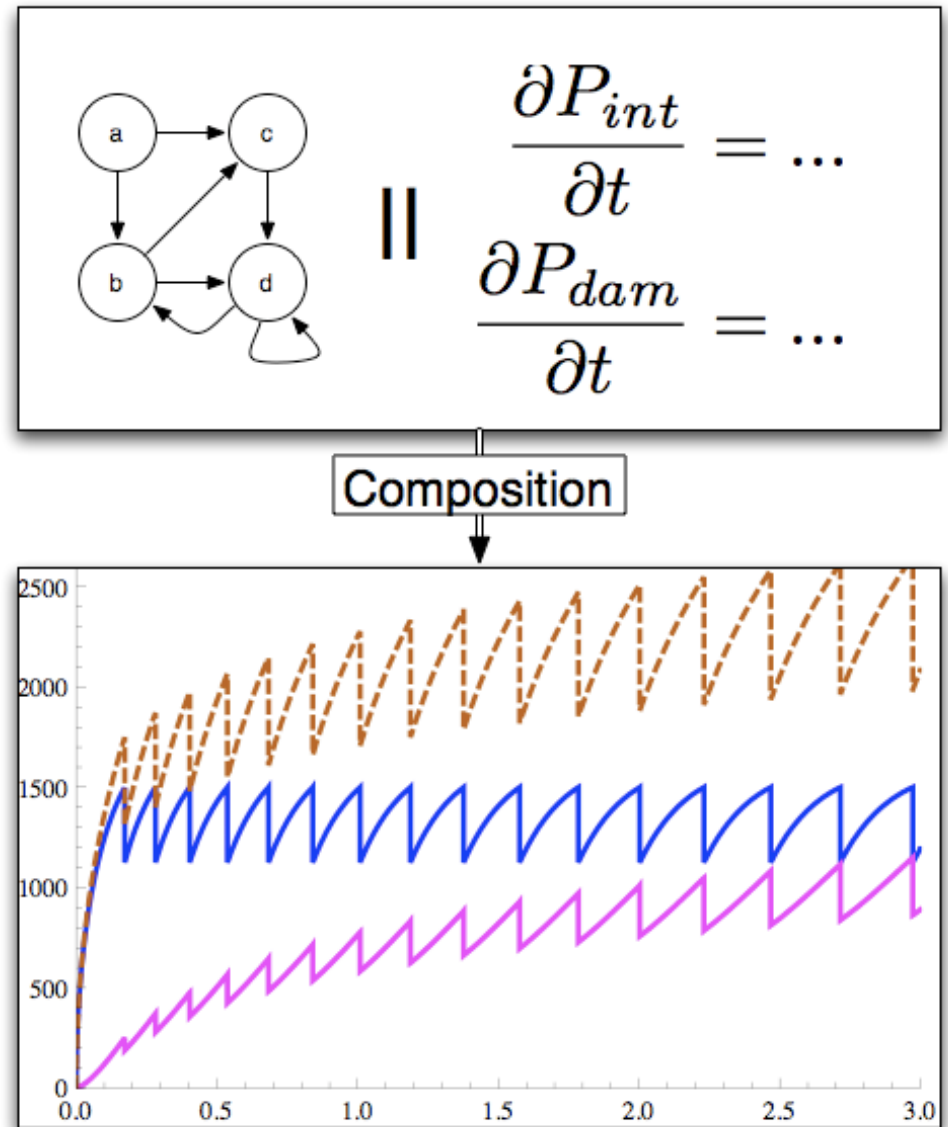 a
c
b
d
||
∂P_int/∂t = ...
∂P_dam/∂t = ...
Composition
2500
2000
1500
1000
500
0
0.0 0.5 1.0 1.5 2.0 2.5 3.0